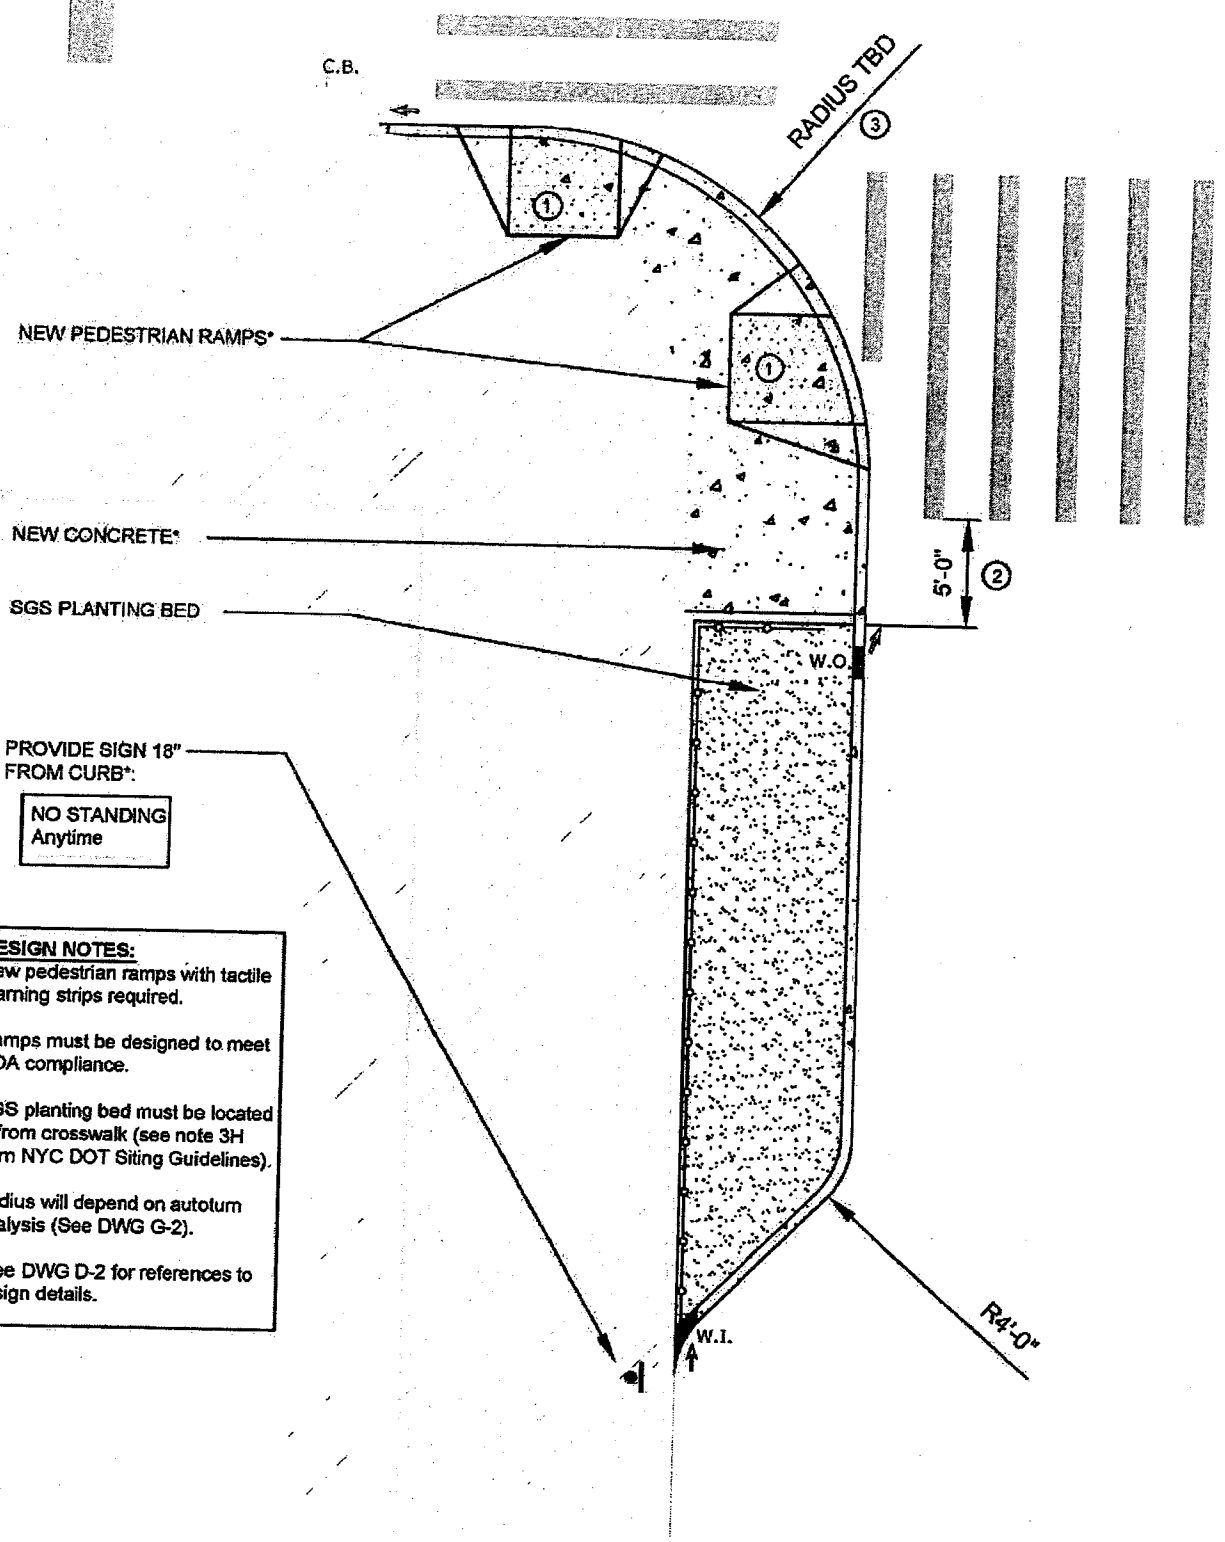 C.B.
RADIUS TBD
3
1
NEW PEDESTRIAN RAMPS*
1
NEW CONCRETE*
5'-0"
2
SGS PLANTING BED
W.O.
PROVIDE SIGN 18"
FROM CURB*:
NO STANDING
Anytime
ESIGN NOTES:
ew pedestrian ramps with tactile
arning strips required.
amps must be designed to meet
DA compliance.
GS planting bed must be located
from crosswalk (see note 3H
m NYC DOT Siting Guidelines).
dius will depend on autoturn
alysis (See DWG G-2).
ee DWG D-2 for references to
sign details.
R4'-0"
W.I.